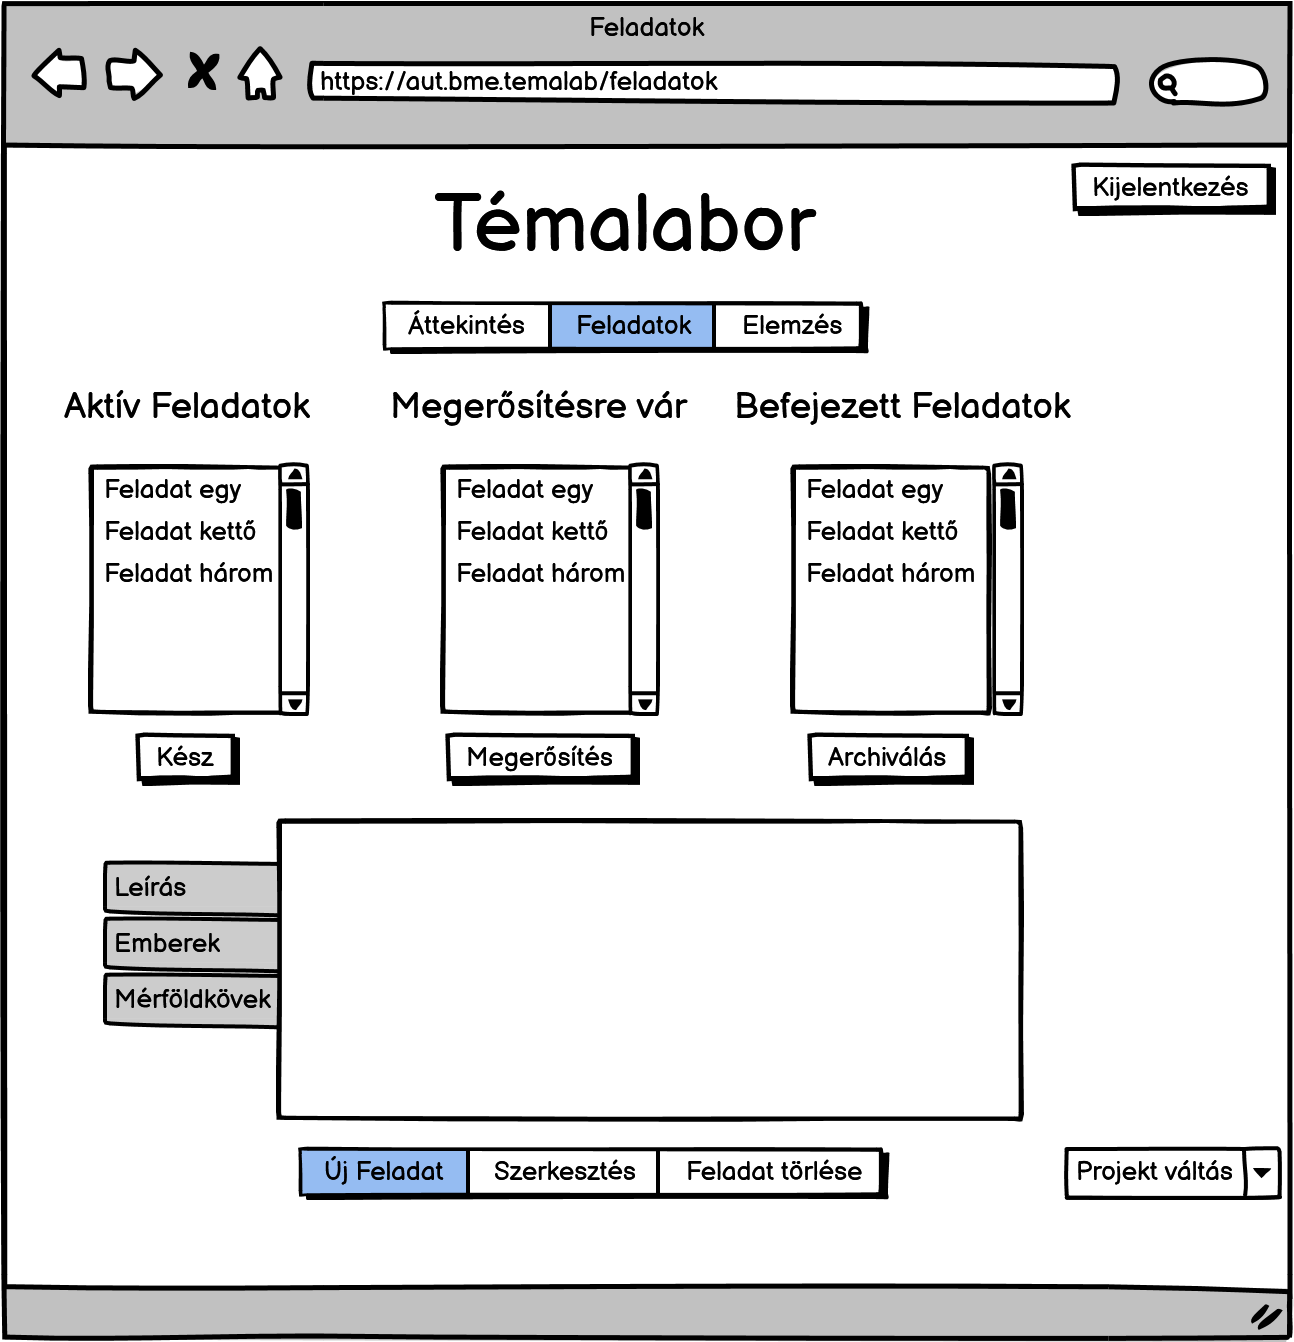 Feladatok
https://aut.bme.temalab/feladatok
Kijelentkezés
Témalabor
Áttekintés Feladatok Elemzés
Aktív Feladatok
Feladat egy
Feladat kettő
Feladat három
Kész
Megerősítésre vár
Feladat egy
Feladat kettő
Feladat három
Megerősítés
Befejezett Feladatok
Feladat egy
Feladat kettő
Feladat három
Archiválás
Leírás
Emberek
Mérföldkövek
Új Feladat Szerkesztés Feladat törlése
Projekt váltás